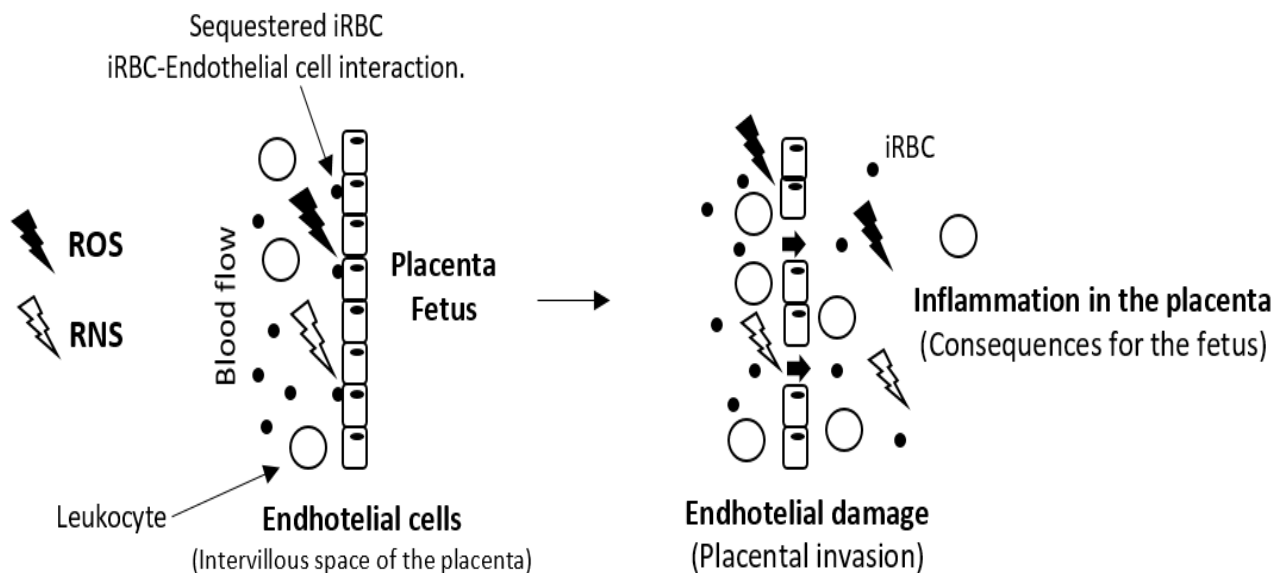 Sequestered iRBC
iRBC-Endothelial cell interaction.
ROS
RNS
Blood flow
Placenta
Fetus
Leukocyte
Endhotelial cells
(Intervillous space of the placenta)
iRBC
Inflammation in the placenta
(Consequences for the fetus)
Endhotelial damage
(Placental invasion)